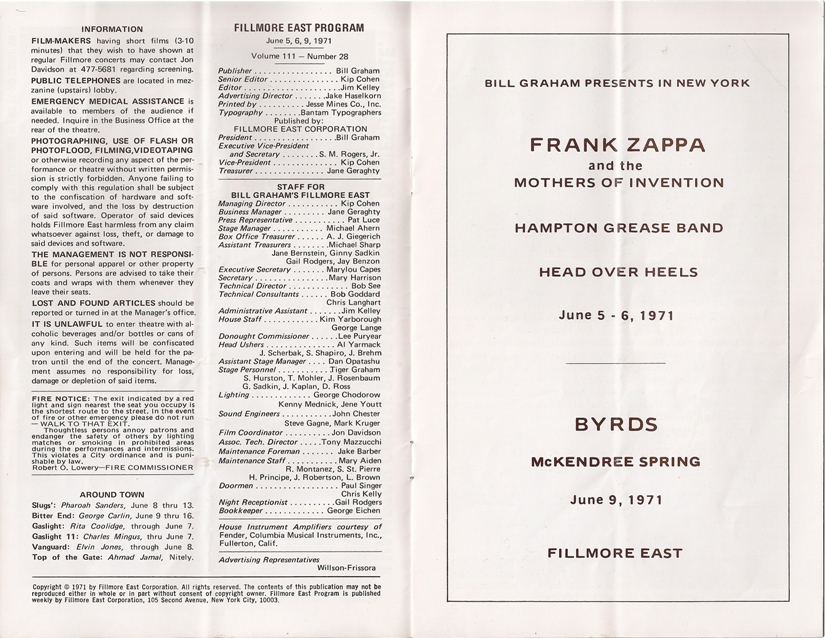 INFORMATION
FILM-MAKERS having short films (3-10
minutes) that they wish to have shown at
regular Fillmore concerts may contact Jon
Davidson at 477-5681 regarding screening.
PUBLIC TELEPHONES are located in mez-
zanine (upstairs) lobby.
EMERGENCY MEDICAL ASSISTANCE is
available to members of the audience if
needed. Inquire in the Business Office at the
rear of the theatre.
PHOTOGRAPHING, USE OF FLASH OR
PHOTOFLOOD, FILMING,VIDEOTAPING
or otherwise recording any aspect of the per-
formance or theatre without written permis-
sion is strictly forbidden. Anyone failing to
comply with this regulation shall be subject
to the confiscation of hardware and soft-
ware involved, and the loss by destruction
of said software. Operator of said devices
holds Fillmore East harmless from any claim
whatsoever against loss, theft, or damage to
said devices and software.
THE MANAGEMENT IS NOT RESPONSI-
BLE for personal apparel or other property
of persons. Persons are advised to take their
coats and wraps with them whenever they
leave their seats.
LOST AND FOUND ARTICLES should be
reported or turned in at the Manager's office.
IT IS UNLAWFUL to enter theatre with al-
coholic beverages and/or bottles or cans of
any kind. Such items will be confiscated
upon entering and will be held for the pa-
tron until the end of the concert. Manage-
ment assumes no responsibility for loss,
damage or depletion of said items.
FIRE NOTICE: The exit indicated by a red
light and sign nearest the seat you occupy is
the shortest route to the street. In the event
of fire or other emergency please do not run
— WALK TO THAT EXIT.
Thoughtless persons annoy patrons and
endanger the safety of others by lighting
matches or smoking in prohibited areas
during the performances and intermissions.
This violates a City ordinance and is puni-
shable by law.
Robert O. Lowery—FIRE COMMISSIONER
AROUND TOWN
Slugs': Pharoah Sanders, June 8 thru 13.
Bitter End: George Carlin, June 9 thru 16.
Gaslight: Rita Coolidge, through June 7.
Gaslight 11: Charles Mingus, thru June 7.
Vanguard: Elvin Jones, through June 8.
Top of the Gate: Ahmad Jamal, Nitely.
FILLMORE EAST PROGRAM
June 5, 6, 9, 1971
Volume 111 — Number 28
Publisher . . . . . . . . . . . . . . . Bill Graham
Senior Editor . . . . . . . . . . . . . Kip Cohen
Editor . . . . . . . . . . . . . . . . . .Jim Kelley
Advertising Director . . . . . .Jake Haselkorn
Printed by . . . . . . . . Jesse Mines Co., Inc.
Typography . . . . . . . .Bantam Typographers
Published by:
FILLMORE EAST CORPORATION
President . . . . . . . . . . . . . . . .Bill Graham
Executive Vice-President
and Secretary . . . . . . . S. M. Rogers, Jr.
Vice-President . . . . . . . . . . . . Kip Cohen
Treasurer . . . . . . . . . . . . . . Jane Geraghty
STAFF FOR
BILL GRAHAM'S FILLMORE EAST
Managing Director . . . . . . . . . . Kip Cohen
Business Manager . . . . . . . . Jane Geraghty
Press Representative . . . . . . . . . Pat Luce
Stage Manager . . . . . . . . . Michael Ahern
Box Office Treasurer . . . . A. J. Giegerich
Assistant Treasurers . . . . . . .Michael Sharp
Jane Bernstein, Ginny Sadkin
Gail Rodgers, Jay Benzon
Executive Secretary . . . . . . Marylou Capes
Secretary . . . . . . . . . . . . . .Mary Harrison
Technical Director . . . . . . . . . . . Bob See
Technical Consultants . . . . . Bob Goddard
Chris Langhart
Administrative Assistant . . . . . . .Jim Kelley
House Staff . . . . . . . . . . . Kim Yarborough
George Lange
Donought Commissioner . . . . .Lee Puryear
Head Ushers . . . . . . . . . . . . . Al Yarmack
J. Scherbak, S. Shapiro, J. Brehm
Assistant Stage Manager . . . . Dan Opatashu
Stage Personnel . . . . . . . . . . .Tiger Graham
S. Hurston, T. Mohler, J. Rosenbaum
G. Sadkin, J. Kaplan, D. Ross
Lighting . . . . . . . . . . . . . George Chodorow
Kenny Mednick, Jene Youtt
Sound Engineers . . . . . . . . . . John Chester
Steve Gagne, Mark Kruger
Film Coordinator . . . . . . . . . .Jon Davidson
Assoc. Tech. Director . . . . .Tony Mazzucchi
Maintenance Foreman . . . . . . . Jake Barber
Maintenance Staff . . . . . . . . . . Mary Aiden
R. Montanez, S. St. Pierre
H. Principe, J. Robertson, L. Brown
Doormen . . . . . . . . . . . . . . . Paul Singer
Chris Kelly
Night Receptionist . . . . . . . . .Gail Rodgers
Bookkeeper . . . . . . . . . . . . George Eichen
House Instrument Amplifiers courtesy of
Fender, Columbia Musical Instruments, Inc.,
Fullerton, Calif.
Advertising Representatives
Willson-Frissora
Copyright © 1971 by Fillmore East Corporation. All rights reserved. The contents of this publication may not be
reproduced either in whole or in part without consent of copyright owner. Fillmore East Program is published
weekly by Fillmore East Corporation, 105 Second Avenue, New York City, 10003.
BILL GRAHAM PRESENTS IN NEW YORK
FRANK ZAPPA
and the
MOTHERS OF INVENTION
HAMPTON GREASE BAND
HEAD OVER HEELS
June 5 - 6, 1971
BYRDS
McKENDREE SPRING
June 9, 1971
FILLMORE EAST